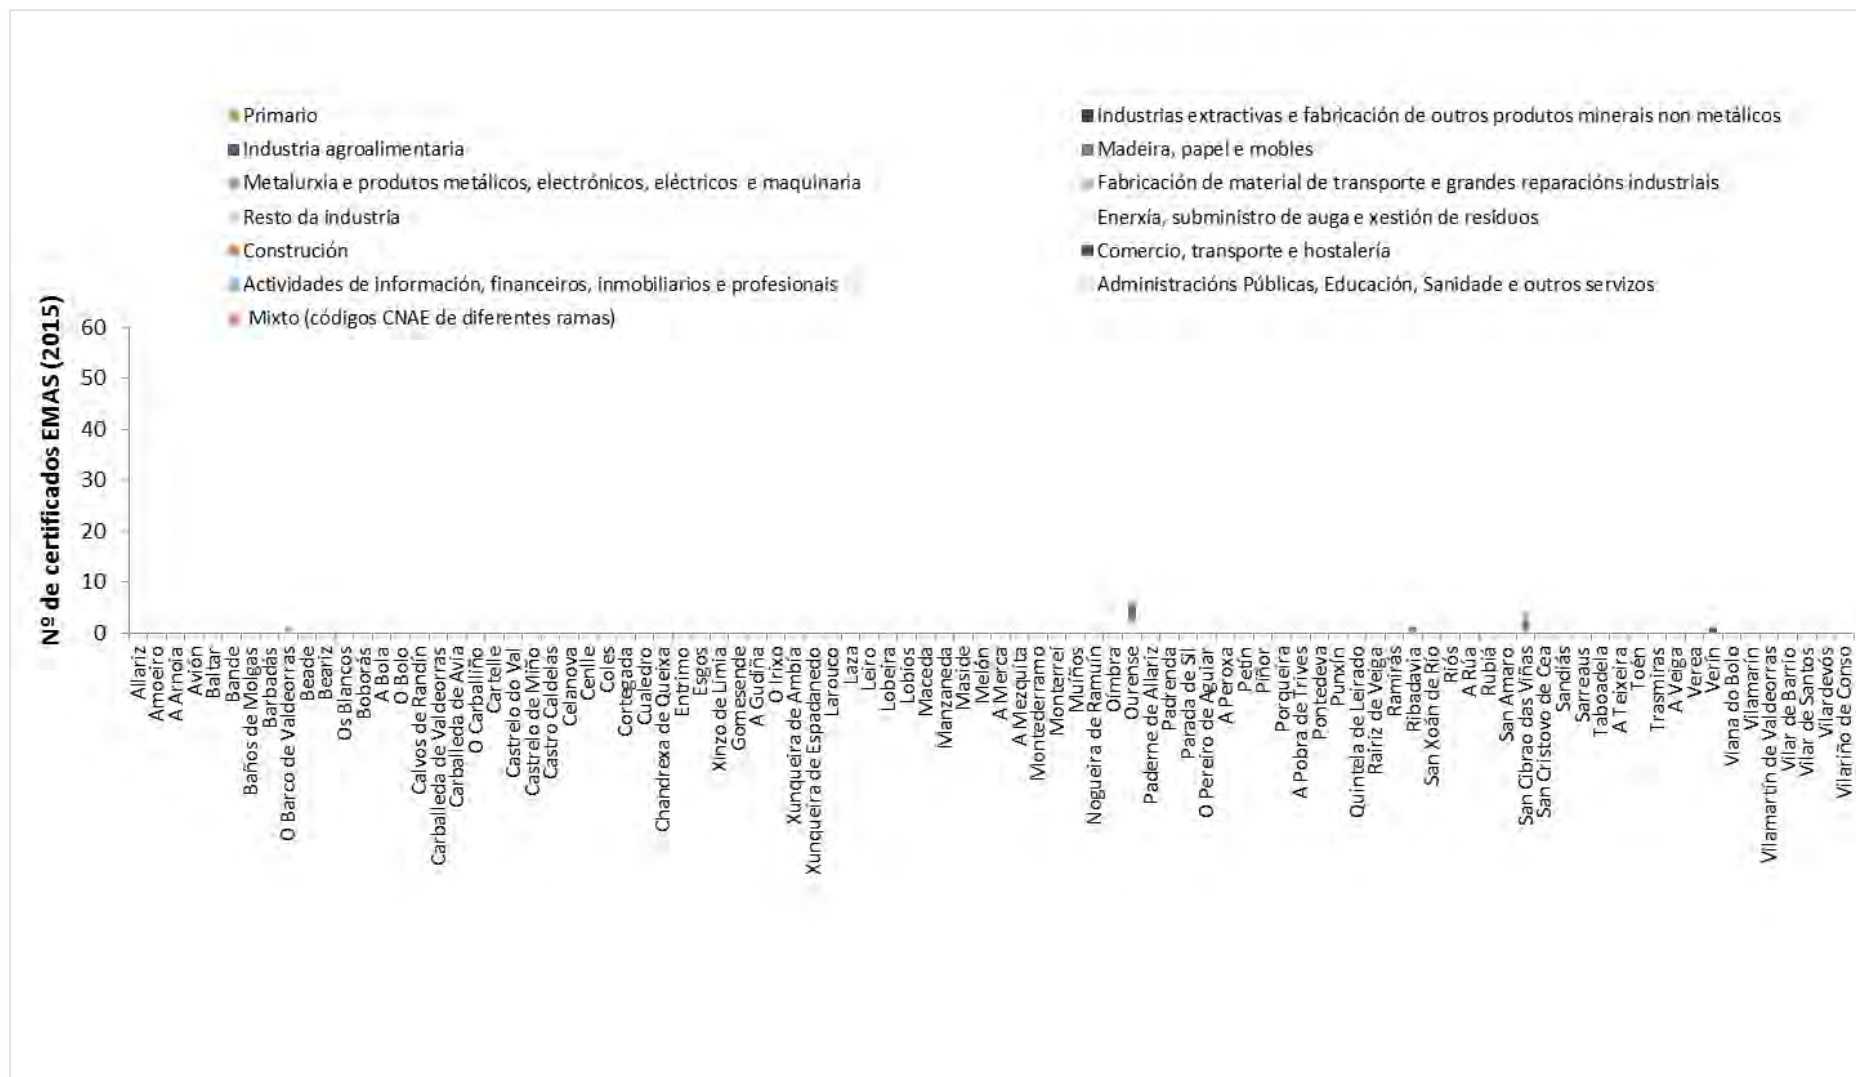 Primario
Industrias extractivas e fabricación de outros produtos minerais non metálicos
Industria agroalimentaria
Madeira, papel e mobles
Metalurxia e produtos metálicos, electrónicos, eléctricos e maquinaria
Fabricación de material de transporte e grandes reparacións industriais
Resto da industria
Enerxía, subministro de auga e xestión de residuos
Construción
Comercio, transporte e hostalería
Actividades de información, financeiros, inmobiliarios e profesionais
Administracións Públicas, Educación, Sanidade e outros servizos
Mixto (códigos CNAE de diferentes ramas)
Nº de certificados EMAS (2015)
60
50
40
30
20
10
0
Allariz
Amoeiro
A Arnoia
Avión
Baltar
Bande
Baños de Molgas
Barbadás
O Barco de Valdeorras
Beade
Beariz
Os Blancos
Boborás
A Bola
O Bolo
Calvos de Randín
Carballeda de Valdeorras
Carballeda de Avia
O Carballiño
Cartelle
Castrelo do Val
Castrelo de Miño
Castro Caldelas
Celanova
Cenlle
Coles
Cortegada
Cualedro
Chandrexa de Queixa
Entrimo
Esgos
Xinzo de Limia
Gomesende
A Gudiña
O Irixo
Xunqueira de Ambía
Xunqueira de Espadanedo
Larouco
Laza
Leiro
Lobeira
Lobios
Maceda
Manzaneda
Maside
Melón
A Merca
A Mezquita
Montederramo
Monterrei
Muíños
Nogueira de Ramuín
Oímbra
Ourense
Paderne de Allariz
Padrenda
Parada de Sil
O Pereiro de Aguiar
A Peroxa
Petín
Piñor
Porqueira
A Pobra de Trives
Pontedeva
Punxín
Quintela de Leirado
Rairiz de Veiga
Ramirás
Ribadavia
San Xoán de Río
Riós
A Rúa
Rubiá
San Amaro
San Cibrao das Viñas
San Cristovo de Cea
Sandiás
Sarreaus
Taboadela
A Teixeira
Toén
Trasmiras
A Veiga
Verea
Verín
Viana do Bolo
Vilamarín
Vilamartín de Valdeorras
Vilar de Barrio
Vilar de Santos
Vilardevós
Vilariño de Conso